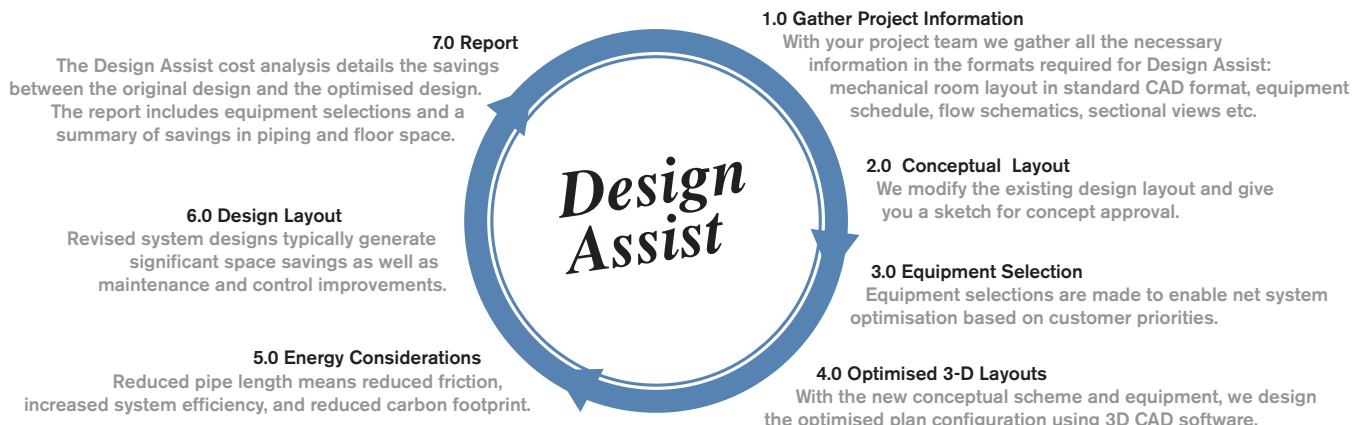 1.0 Gather Project Information
With your project team we gather all the necessary
information in the formats required for Design Assist:
mechanical room layout in standard CAD format, equipment
schedule, flow schematics, sectional views etc.
2.0 Conceptual Layout
We modify the existing design layout and give
you a sketch for concept approval.
3.0 Equipment Selection
Equipment selections are made to enable net system
optimisation based on customer priorities.
4.0 Optimised 3-D Layouts
With the new conceptual scheme and equipment, we design
the optimised plan configuration using 3D CAD software.
5.0 Energy Considerations
Reduced pipe length means reduced friction,
increased system efficiency, and reduced carbon footprint.
6.0 Design Layout
Revised system designs typically generate
significant space savings as well as
maintenance and control improvements.
7.0 Report
The Design Assist cost analysis details the savings
between the original design and the optimised design.
The report includes equipment selections and a
summary of savings in piping and floor space.
Design
Assist